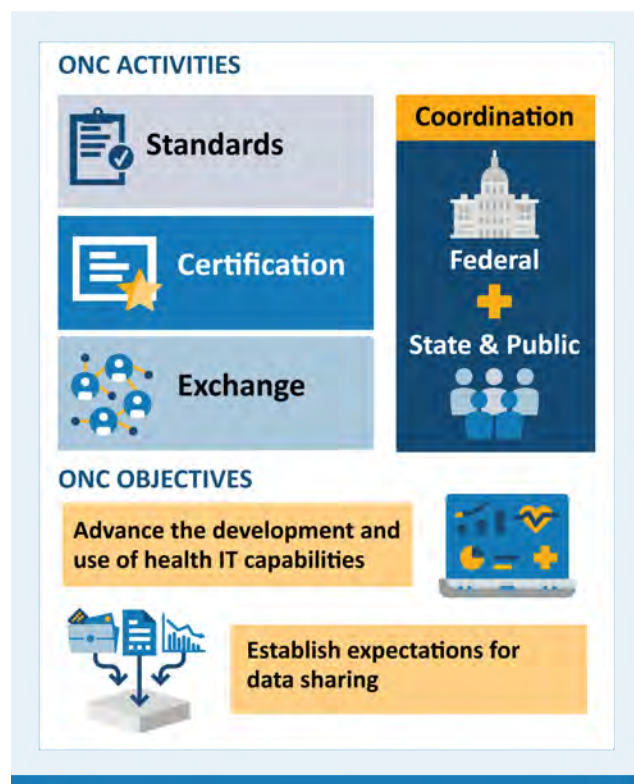 ONC ACTIVITIES
Standards
Certification
Exchange
Coordination
Federal
State & Public
ONC OBJECTIVES
Advance the development and
use of health IT capabilities
Establish expectations for
data sharing